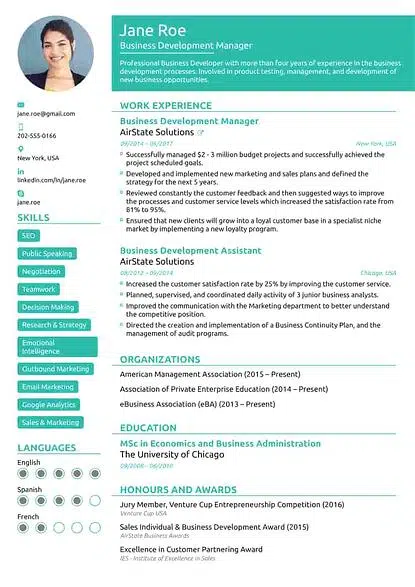 Jane Roe
Business Development Manager
Professional Business Developer with more than four years of experience in the business
development processes. Involved in product testing, management, and development of
new business opportunities.
jane.roe@gmail.com
202-555-0166
New York, USA
linkedin.com/in/jane.roe
jane.roe
SKILLS
SEO
Public Speaking
Negotiation
Teamwork
Decision Making
Research & Strategy
Emotional
Intelligence
Outbound Marketing
Email Marketing
Google Analytics
Sales & Marketing
LANGUAGES
English
Spanish
French
WORK EXPERIENCE
Business Development Manager
AirState Solutions
09/2014 – 06/2017
New York, USA
Successfully managed $2 - 3 million budget projects and successfully achieved the
project scheduled goals.
Developed and implemented new marketing and sales plans and defined the
strategy for the next 5 years.
Reviewed constantly the customer feedback and then suggested ways to improve
the processes and customer service levels which increased the satisfaction rate from
81% to 95%.
Ensured that new clients will grow into a loyal customer base in a specialist niche
market by implementing a new loyalty program.
Business Development Assistant
AirState Solutions
08/2012 – 09/2014
Chicago, USA
Increased the customer satisfaction rate by 25% by improving the customer service.
Planned, supervised, and coordinated daily activity of 3 junior business analysts.
Improved the communication with the Marketing department to better understand
the competitive position.
Directed the creation and implementation of a Business Continuity Plan, and the
management of audit programs.
ORGANIZATIONS
American Management Association (2015 – Present)
Association of Private Enterprise Education (2014 – Present)
eBusiness Association (eBA) (2013 – Present)
EDUCATION
MSc in Economics and Business Administration
The University of Chicago
09/2008 – 06/2010
HONOURS AND AWARDS
Jury Member, Venture Cup Entrepreneurship Competition (2016)
Venture Cup USA
Sales Individual & Business Development Award (2015)
AirState Business Awards
Excellence in Customer Partnering Award
IES - Institute of Excellence in Sales